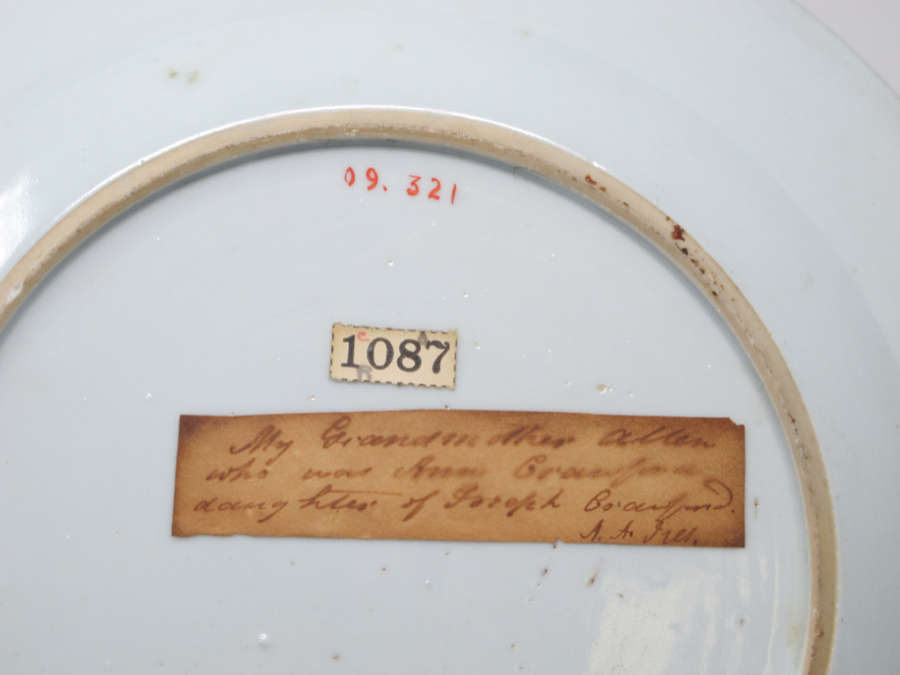 09.321
1087
My Grandmother Allen
who was Ann Crawford
daughter of Joseph Crawford.
A. A.